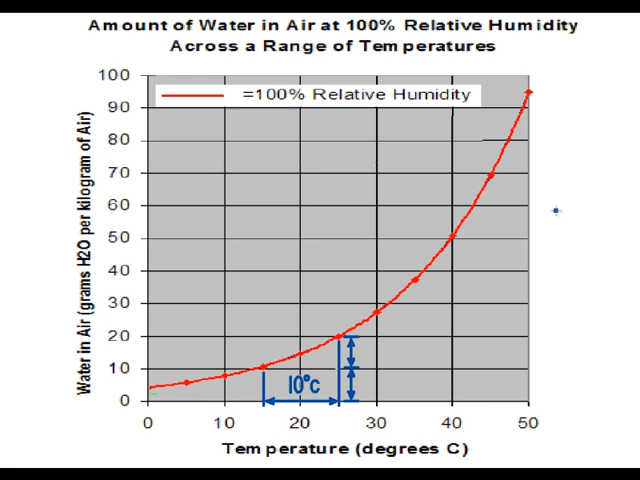 Amount of Water in Air at 100% Relative Humidity
Across a Range of Temperatures
=100% Relative Humidity
Water in Air (grams H2O per kilogram of Air)
100
90
80
70
60
50
40
30
20
10
0
10°c
0 10 20 30 40 50
Temperature (degrees C)